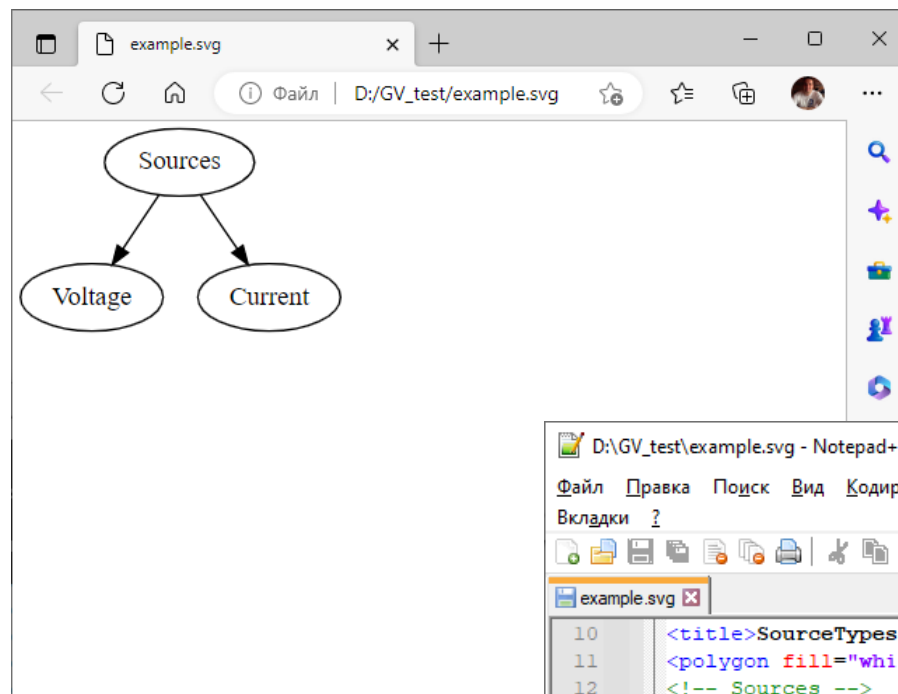 example.svg
Файл
D:/GV_test/example.svg
Sources
Voltage
Current
D:\GV_test\example.svg - Notepad+
Файл Правка Поиск Вид Кодир
Вкладки ?
example.svg
10 <title>SourceTypes
11 <polygon fill="whi
12 <!-- Sources -->